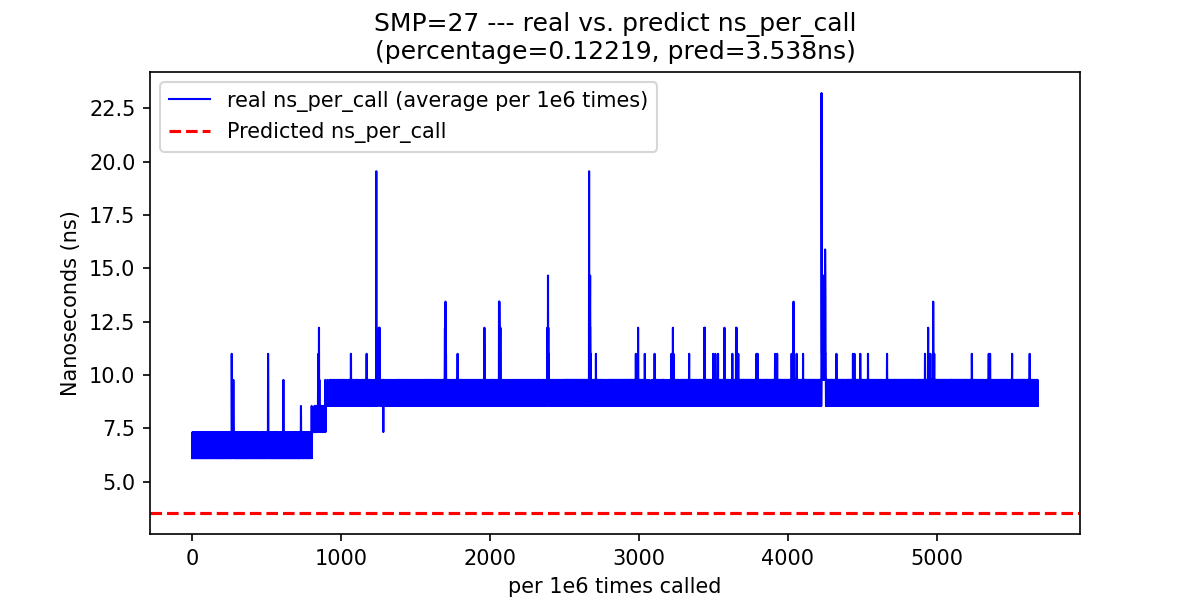 SMP=27 --- real vs. predict ns_per_call
(percentage=0.12219, pred=3.538ns)
real ns_per_call (average per 1e6 times)
Predicted ns_per_call
Nanoseconds (ns)
22.5
20.0
17.5
15.0
12.5
10.0
7.5
5.0
0 1000 2000 3000 4000 5000
per 1e6 times called